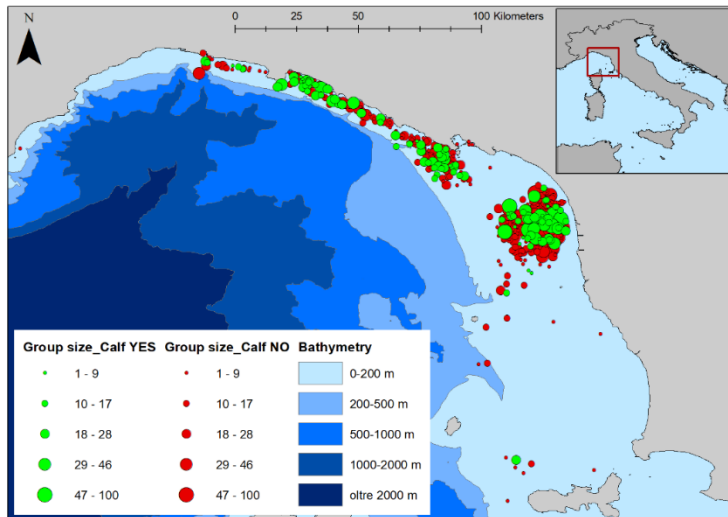 N
0 25 50 100 Kilometers
Group size_Calf YES Group size_Calf NO Bathymetry
1 - 9 1 - 9 0-200 m
10 - 17 10 - 17 200-500 m
18 - 28 18 - 28 500-1000 m
29 - 46 29 - 46 1000-2000 m
47 - 100 47 - 100 oltre 2000 m